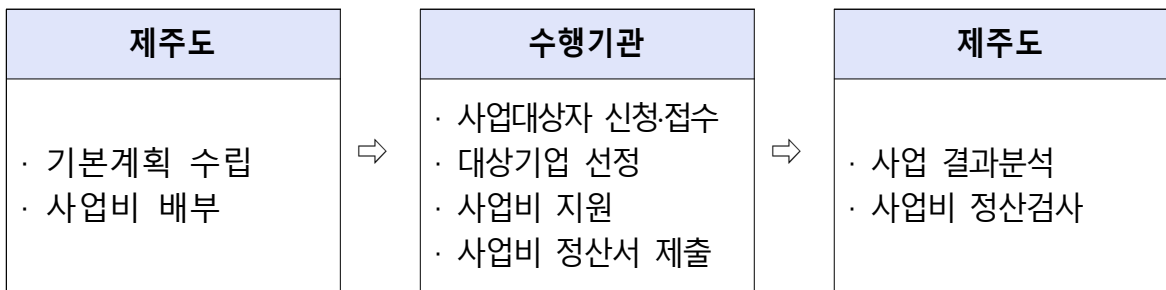 제주도
· 기본계획 수립
· 사업비 배부
⇨
수행기관
· 사업대상자 신청·접수
· 대상기업 선정
· 사업비 지원
· 사업비 정산서 제출
⇨
제주도
· 사업 결과분석
· 사업비 정산검사